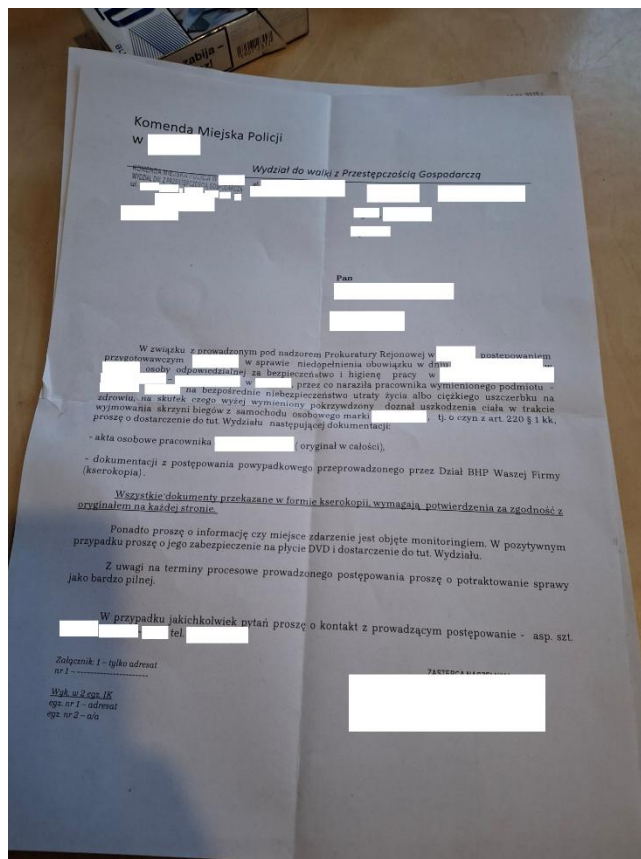 zabija –
Komenda Miejska Policji
w
KOMENDA MIEJSKA POLICJI W
Wydział do walki z Przestępczością Gospodarczą
ul.
Pan
W związku z prowadzonym pod nadzorem Prokuratury Rejonowej w postępowaniem
przygotowawczym w sprawie niedopełnienia obowiązku w dniu w
osoby odpowiedzialnej za bezpieczeństwo i higienę pracy w
– w , przez co naraziła pracownika wymienionego podmiotu -
na bezpośrednie niebezpieczeństwo utraty życia albo ciężkiego uszczerbku na
zdrowiu, na skutek czego wyżej wymieniony pokrzywdzony doznał uszkodzenia ciała w trakcie
wyjmowania skrzyni biegów z samochodu osobowego marki , tj. o czyn z art. 220 § 1 kk,
proszę o dostarczenie do tut. Wydziału następującej dokumentacji:
- akta osobowe pracownika ( oryginał w całości),
- dokumentacji z postępowania powypadkowego przeprowadzonego przez Dział BHP Waszej Firmy
(kserokopia).
Wszystkie dokumenty przekazane w formie kserokopii, wymagają potwierdzenia za zgodność z
oryginałem na każdej stronie.
Ponadto proszę o informację czy miejsce zdarzenie jest objęte monitoringiem. W pozytywnym
przypadku proszę o jego zabezpieczenie na płycie DVD i dostarczenie do tut. Wydziału.
Z uwagi na terminy procesowe prowadzonego postępowania proszę o potraktowanie sprawy
jako bardzo pilnej.
W przypadku jakichkolwiek pytań proszę o kontakt z prowadzącym postępowanie - asp. szt.
tel.
Załącznik: 1 – tylko adresat
nr 1 –
Wyk. w 2 egz. IK
egz. nr 1 – adresat
egz. nr 2 – a/a